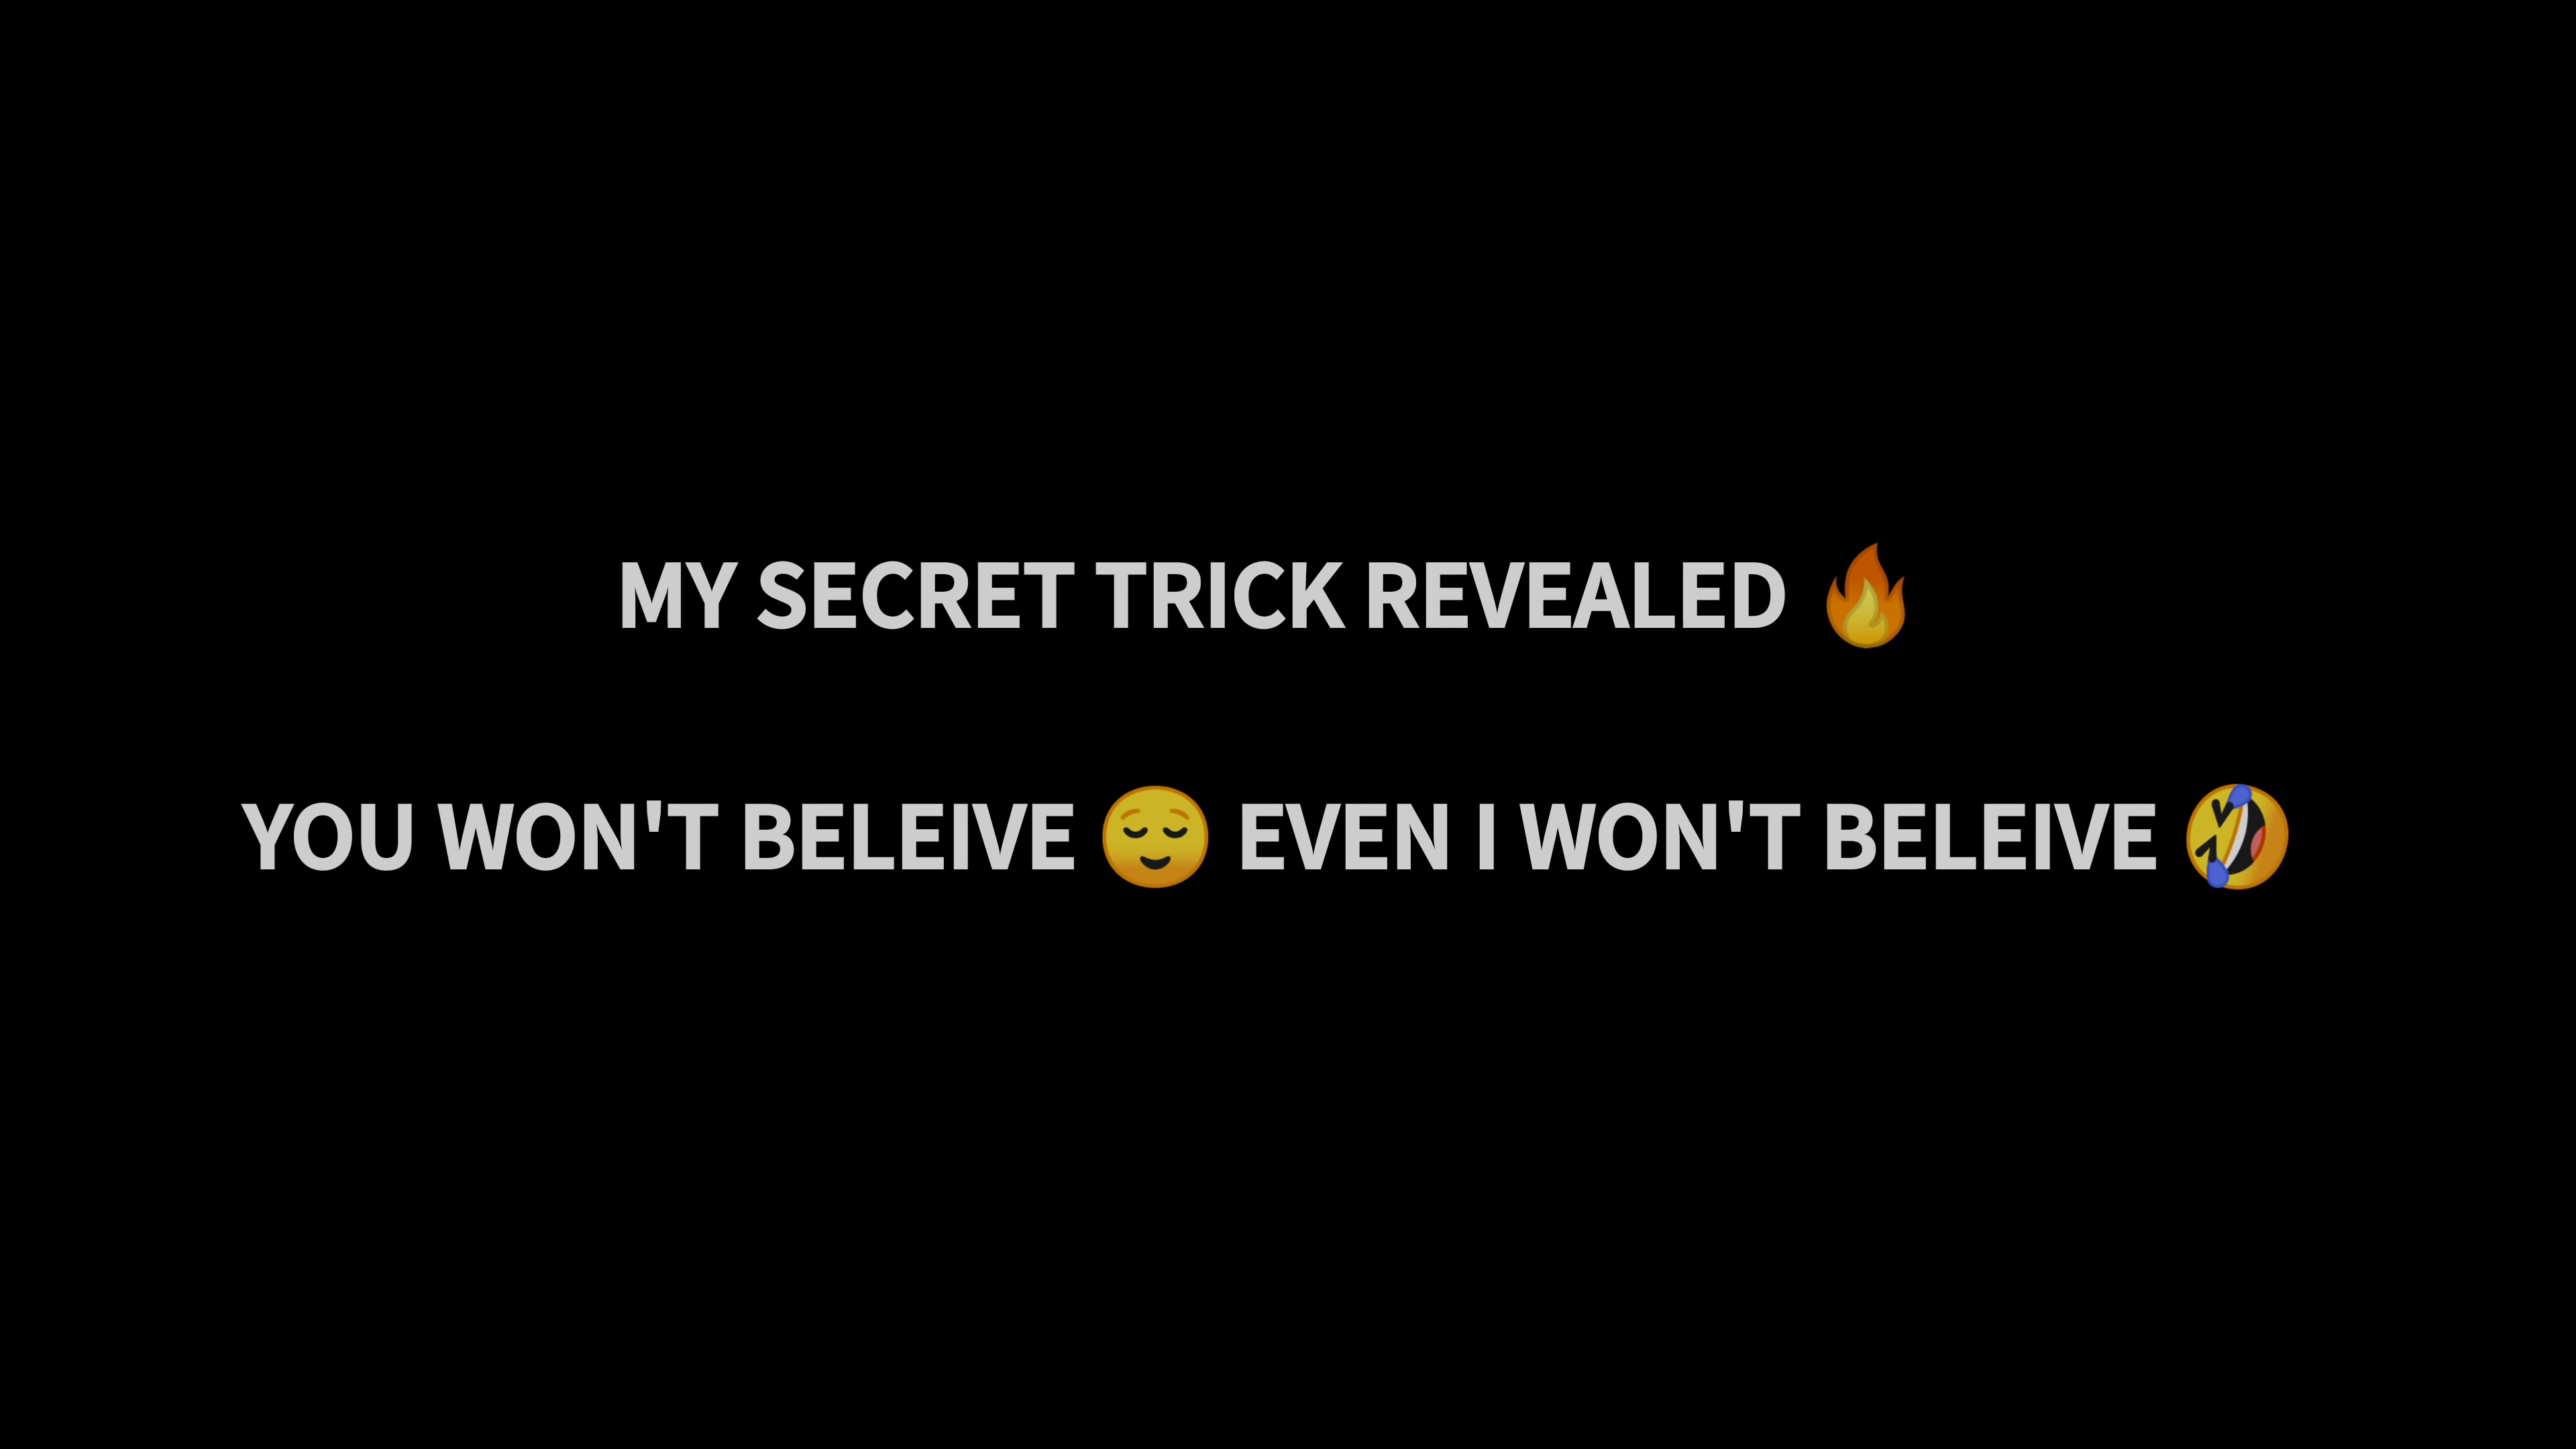 MY SECRET TRICK REVEALED 🔥
YOU WON'T BELEIVE 😌 EVEN I WON'T BELEIVE 🤣